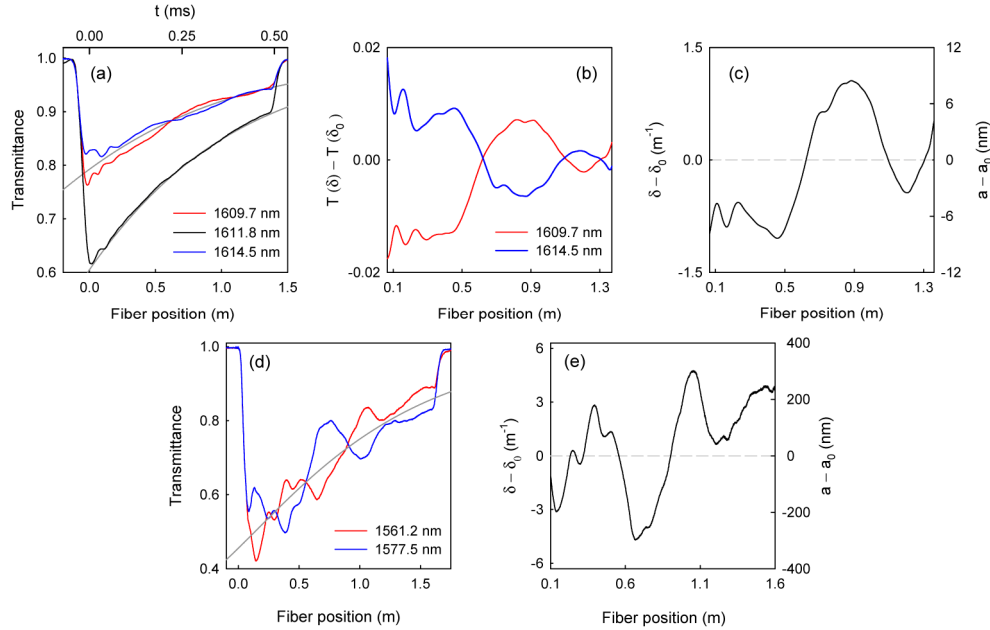 t (ms)
0.00 0.25 0.50
(a)
Transmittance
1.0
0.9
0.8
0.7
0.6
1609.7 nm
1611.8 nm
1614.5 nm
0.0 0.5 1.0 1.5
Fiber position (m)
(b)
T (δ) − T (δ0)
0.02
0.00
-0.02
1609.7
1614.5
0.1 0.5 0.9 1.3
Fiber position (m)
(c)
δ − δ0 (m-1)
1.5
0.0
-1.5
12
6
0
-6
-12
a − a0 (nm)
0.1 0.5 0.9 1.3
Fiber position (m)
(d)
Transmittance
1.0
0.8
0.6
0.4
1561.2 nm
1577.5 nm
0.0 0.5 1.0 1.5
Fiber position (m)
(e)
δ − δ0 (m-1)
6
3
0
-3
-6
400
200
0
-200
-400
a − a0 (nm)
0.1 0.6 1.1 1.6
Fiber position (m)